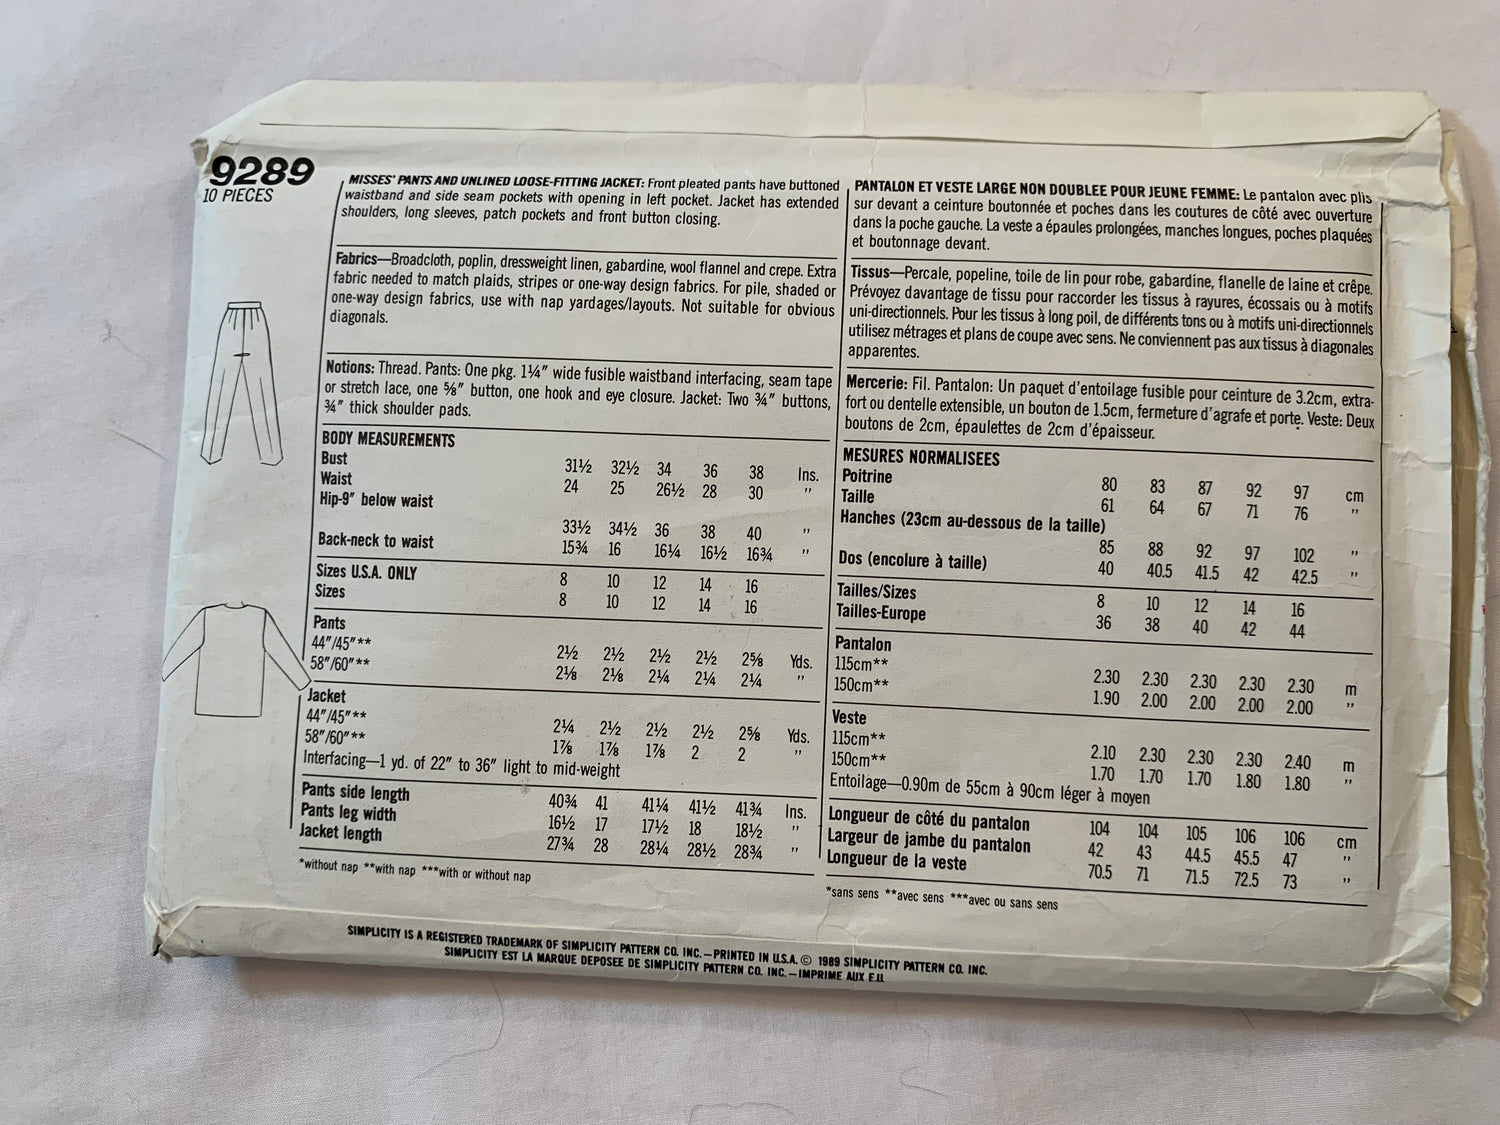 9289
10 PIECES
MISSES' PANTS AND UNLINED LOOSE-FITTING JACKET: Front pleated pants have buttoned
waistband and side seam pockets with opening in left pocket. Jacket has extended
shoulders, long sleeves, patch pockets and front button closing.
Fabrics—Broadcloth, poplin, dressweight linen, gabardine, wool flannel and crepe. Extra
fabric needed to match plaids, stripes or one-way design fabrics. For pile, shaded or
one-way design fabrics, use with nap yardages/layouts. Not suitable for obvious
diagonals.
Notions: Thread. Pants: One pkg. 1¼" wide fusible waistband interfacing, seam tape
or stretch lace, one ⅝" button, one hook and eye closure. Jacket: Two ¾" buttons,
¾" thick shoulder pads.
BODY MEASUREMENTS
Bust 31½ 32½ 34 36 38 Ins.
Waist 24 25 26½ 28 30 "
Hip-9" below waist
33½ 34½ 36 38 40 "
Back-neck to waist 15¾ 16 16¼ 16½ 16¾ "
Sizes U.S.A. ONLY 8 10 12 14 16
Sizes 8 10 12 14 16
Pants
44"/45"** 2½ 2½ 2½ 2½ 2⅝ Yds.
58"/60"** 2⅛ 2⅛ 2¼ 2¼ 2¼ "
Jacket
44"/45"** 2¼ 2½ 2½ 2½ 2⅝ Yds.
58"/60"** 1⅞ 1⅞ 1⅞ 2 2 "
Interfacing—1 yd. of 22" to 36" light to mid-weight
Pants side length 40¾ 41 41¼ 41½ 41¾ Ins.
Pants leg width 16½ 17 17½ 18 18½ "
Jacket length 27¾ 28 28¼ 28½ 28¾ "
*without nap **with nap ***with or without nap
PANTALON ET VESTE LARGE NON DOUBLEE POUR JEUNE FEMME: Le pantalon avec plis
sur devant a ceinture boutonnée et poches dans les coutures de côté avec ouverture
dans la poche gauche. La veste a épaules prolongées, manches longues, poches plaquées
et boutonnage devant.
Tissus—Percale, popeline, toile de lin pour robe, gabardine, flanelle de laine et crêpe.
Prévoyez davantage de tissu pour raccorder les tissus à rayures, écossais ou à motifs
uni-directionnels. Pour les tissus à long poil, de différents tons ou à motifs uni-directionnels
utilisez métrages et plans de coupe avec sens. Ne conviennent pas aux tissus à diagonales
apparentes.
Mercerie: Fil. Pantalon: Un paquet d'entoilage fusible pour ceinture de 3.2cm, extra-
fort ou dentelle extensible, un bouton de 1.5cm, fermeture d'agrafe et porte. Veste: Deux
boutons de 2cm, épaulettes de 2cm d'épaisseur.
MESURES NORMALISEES
Poitrine 80 83 87 92 97 cm
Taille 61 64 67 71 76 "
Hanches (23cm au-dessous de la taille)
85 88 92 97 102 "
Dos (encolure à taille) 40 40.5 41.5 42 42.5 "
Tailles/Sizes 8 10 12 14 16
Tailles-Europe 36 38 40 42 44
Pantalon
115cm** 2.30 2.30 2.30 2.30 2.30 m
150cm** 1.90 2.00 2.00 2.00 2.00 "
Veste
115cm** 2.10 2.30 2.30 2.30 2.40 m
150cm** 1.70 1.70 1.70 1.80 1.80 "
Entoilage—0.90m de 55cm à 90cm léger à moyen
Longueur de côté du pantalon 104 104 105 106 106 cm
Largeur de jambe du pantalon 42 43 44.5 45.5 47 "
Longueur de la veste 70.5 71 71.5 72.5 73 "
*sans sens **avec sens ***avec ou sans sens
SIMPLICITY IS A REGISTERED TRADEMARK OF SIMPLICITY PATTERN CO. INC.—PRINTED IN U.S.A. © 1989 SIMPLICITY PATTERN CO. INC.
SIMPLICITY EST LA MARQUE DEPOSEE DE SIMPLICITY PATTERN CO. INC.—IMPRIME AUX E.U.